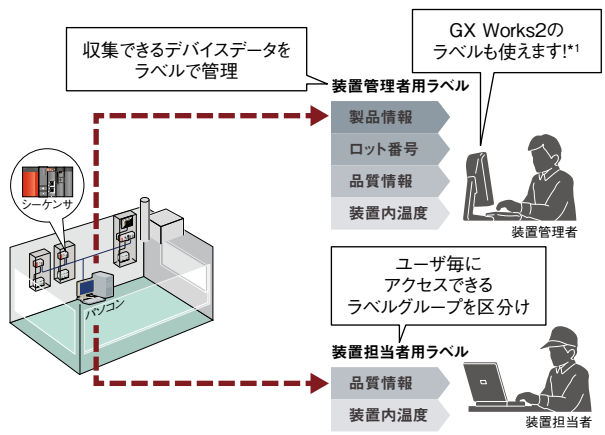 収集できるデバイスデータを
ラベルで管理
GX Works2の
ラベルも使えます!*1
装置管理者用ラベル
製品情報
ロット番号
品質情報
装置内温度
装置管理者
シーケンサ
パソコン
ユーザ毎に
アクセスできる
ラベルグループを区分け
装置担当者用ラベル
品質情報
装置内温度
装置担当者